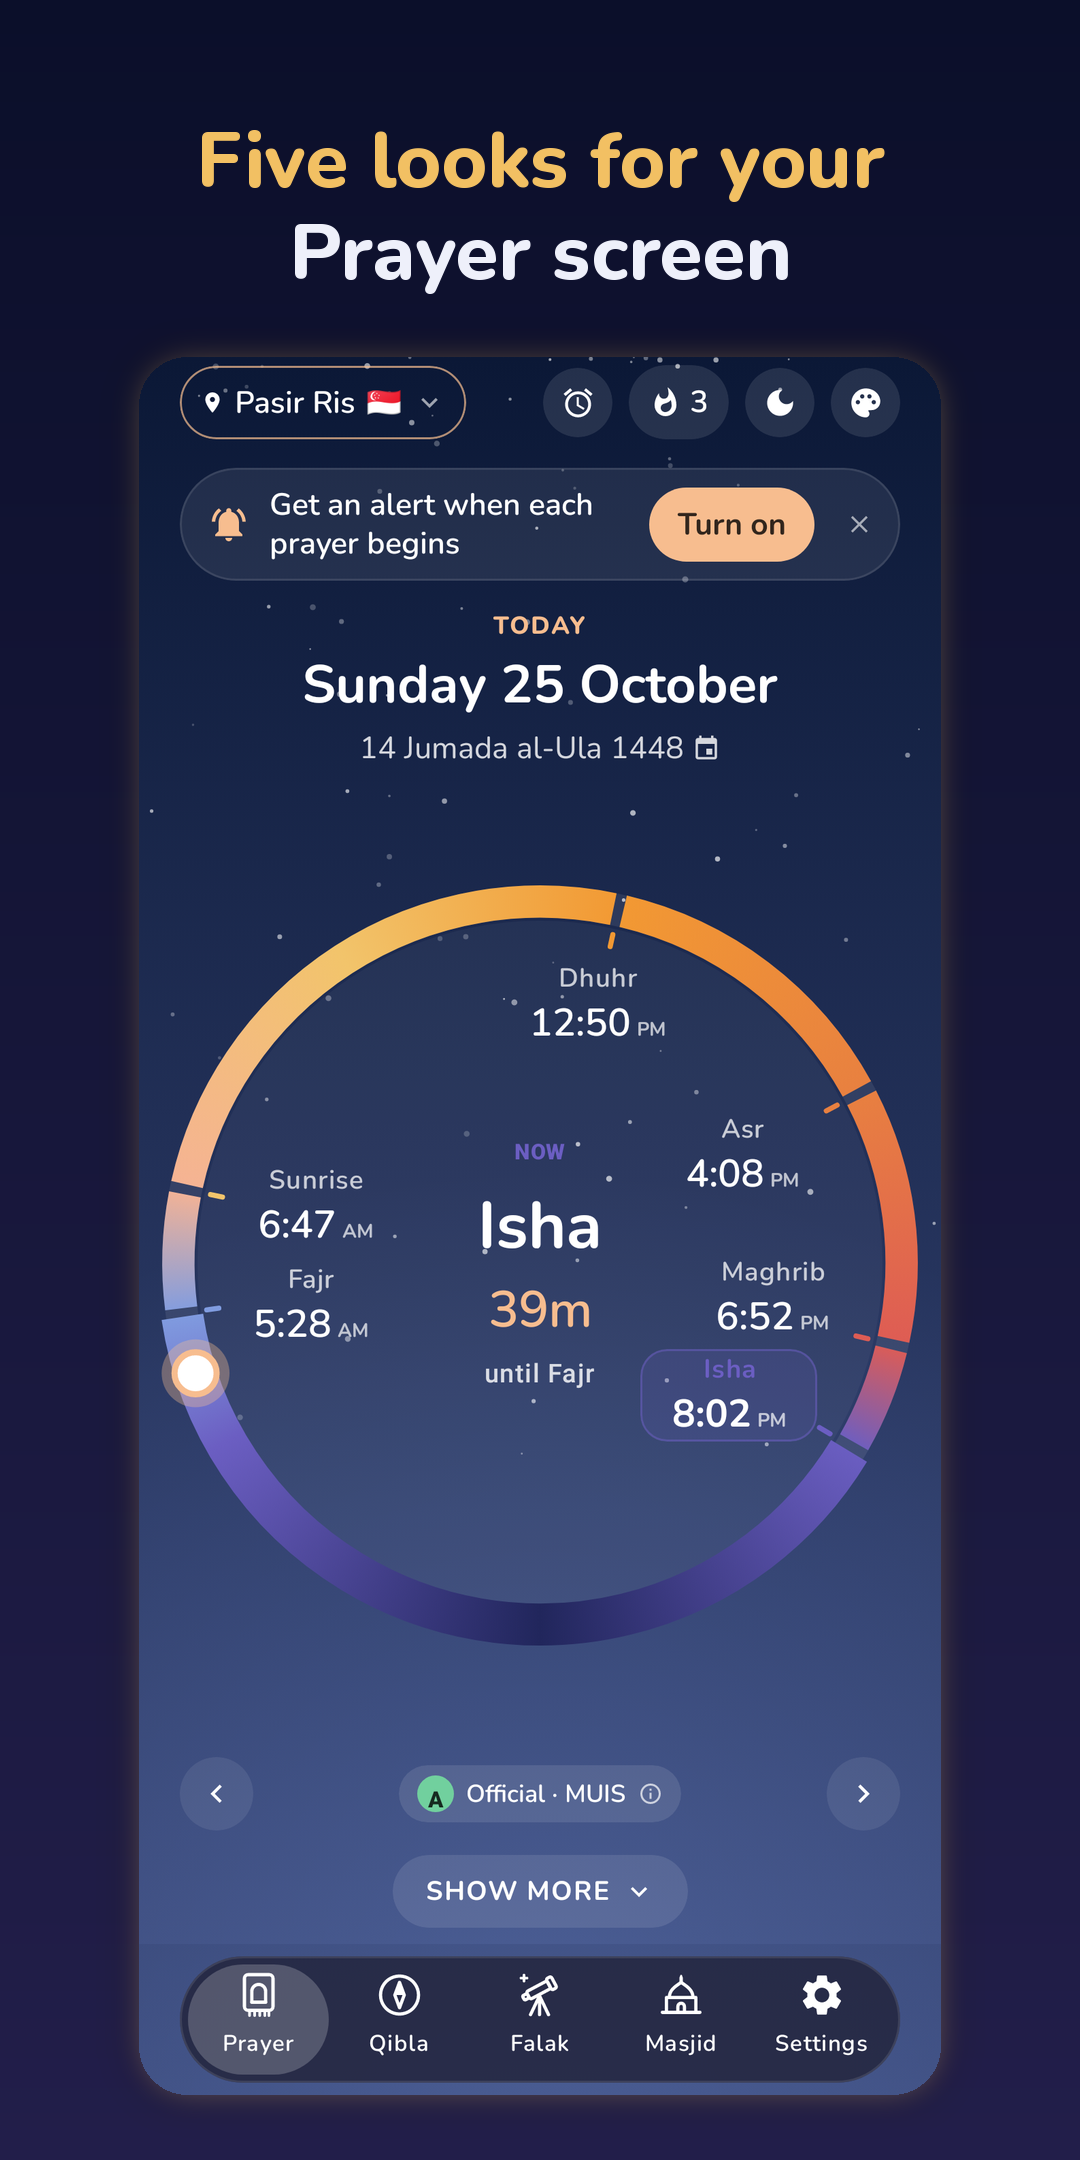 Five looks for your
Prayer screen
Pasir Ris 🇸🇬
3
Get an alert when each
prayer begins
Turn on
TODAY
Sunday 25 October
14 Jumada al-Ula 1448
Dhuhr
12:50 PM
Asr
4:08 PM
NOW
Isha
39m
until Fajr
Sunrise
6:47 AM
Fajr
5:28 AM
Maghrib
6:52 PM
Isha
8:02 PM
A Official · MUIS
SHOW MORE
Prayer
Qibla
Falak
Masjid
Settings